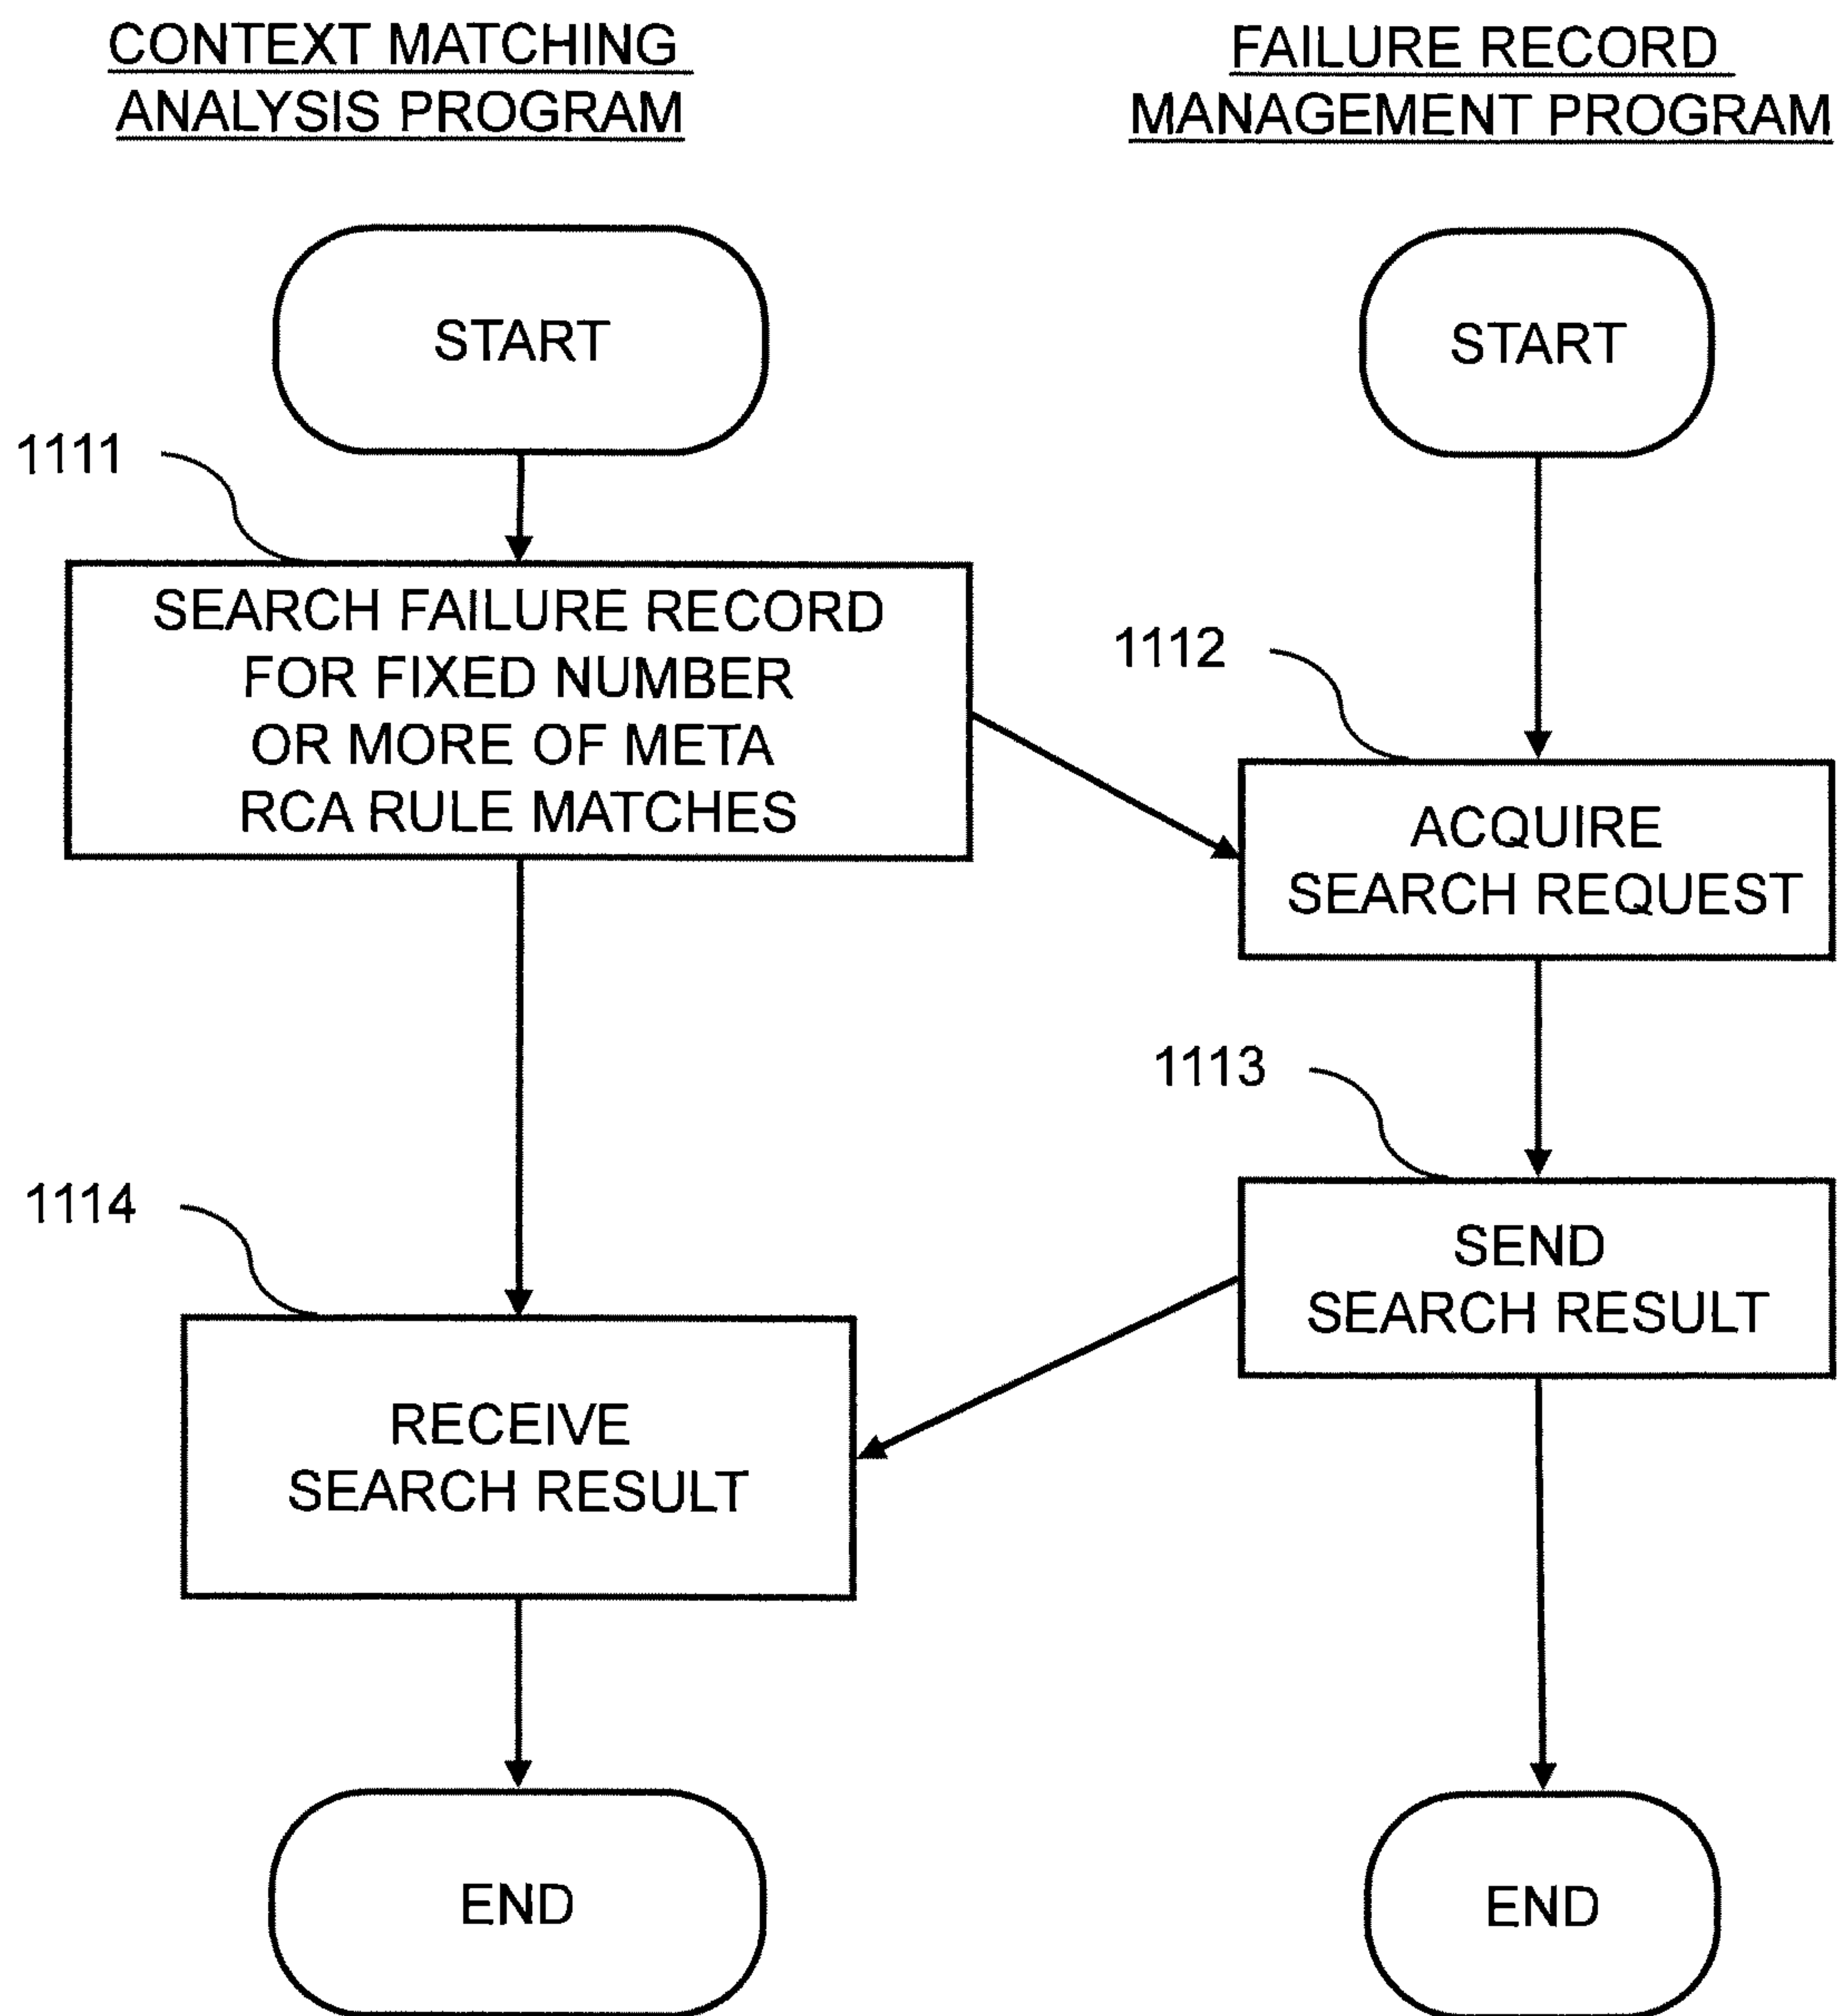 CONTEXT MATCHING
ANALYSIS PROGRAM
FAILURE RECORD
MANAGEMENT PROGRAM
START
START
1111
SEARCH FAILURE RECORD
FOR FIXED NUMBER
OR MORE OF META
RCA RULE MATCHES
1112
ACQUIRE
SEARCH REQUEST
1113
SEND
SEARCH RESULT
1114
RECEIVE
SEARCH RESULT
END
END